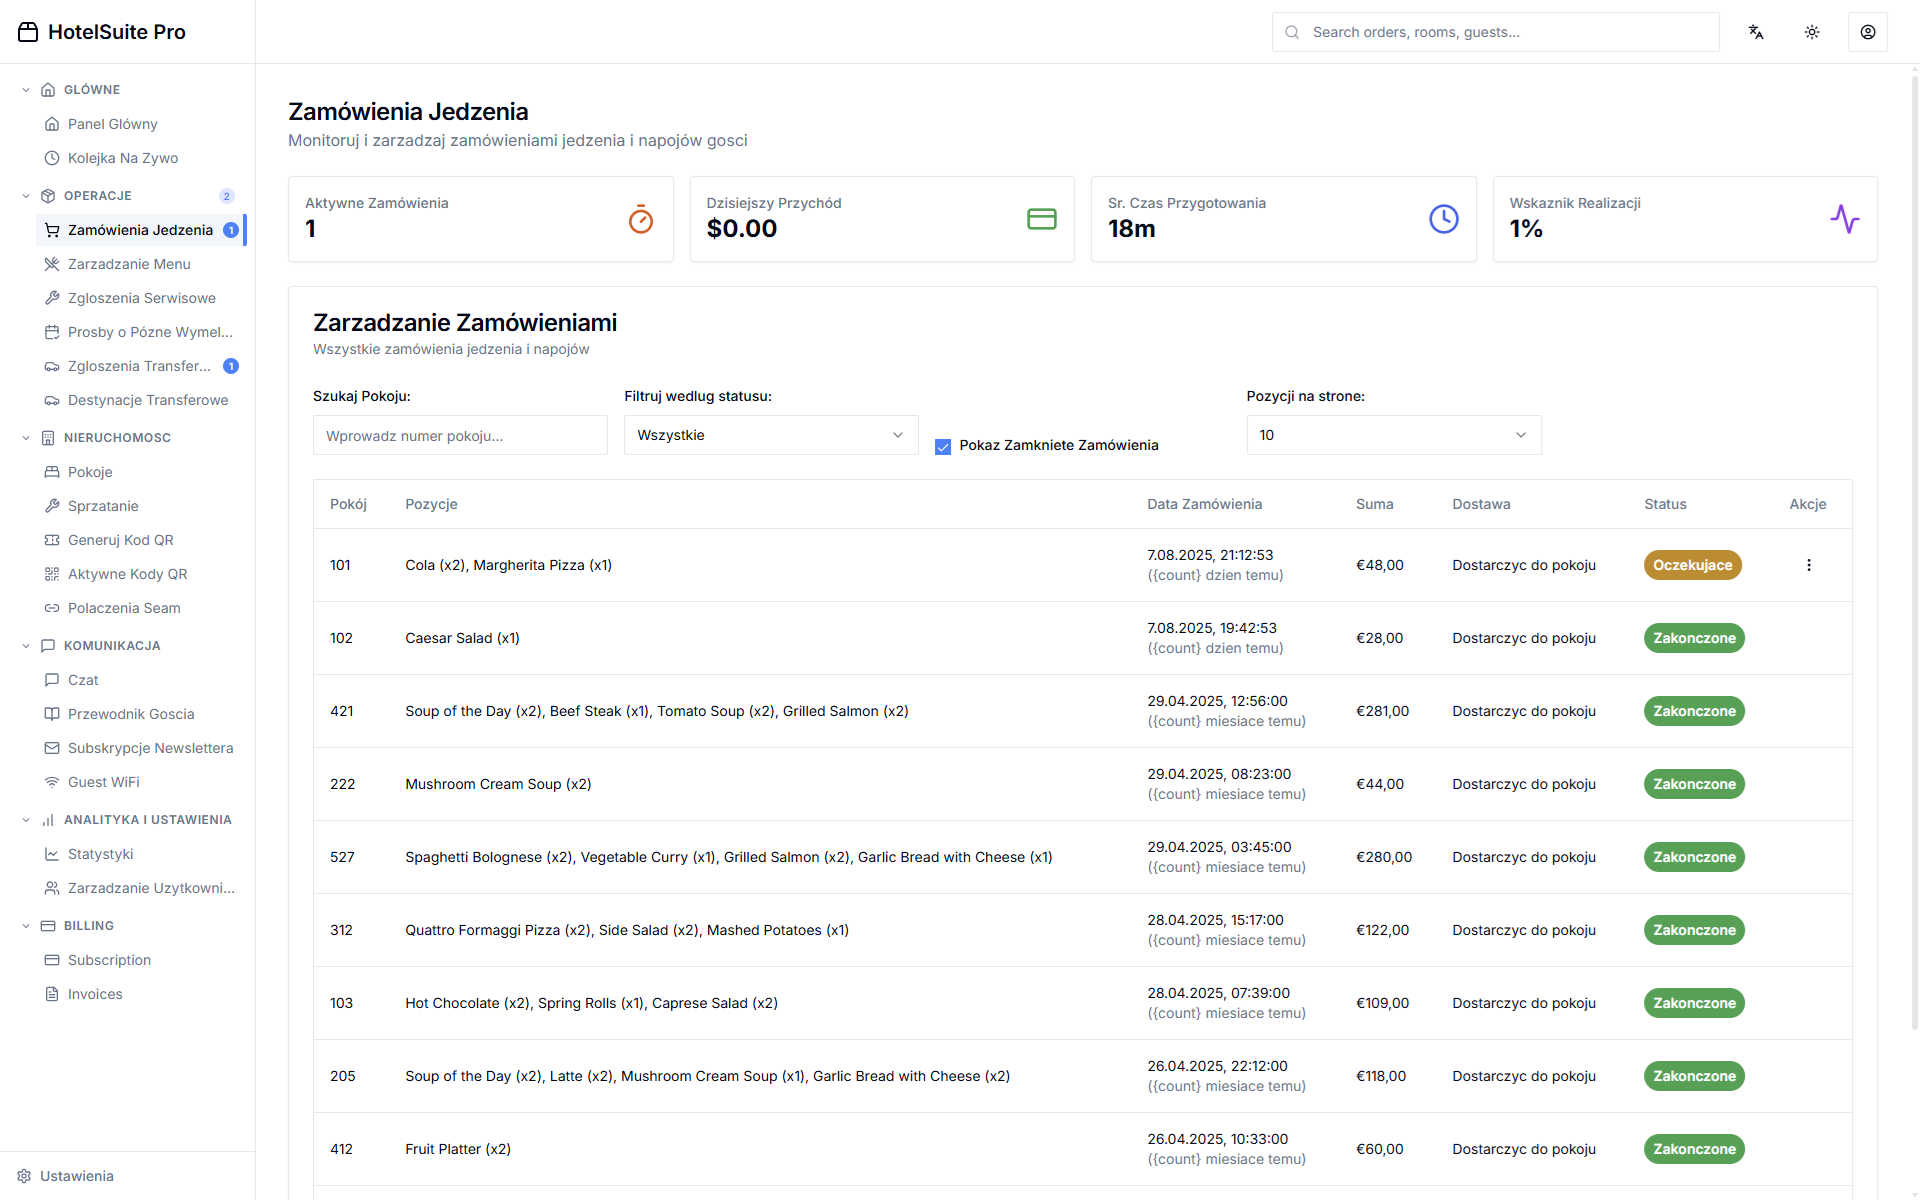 HotelSuite Pro
Search orders, rooms, guests...
GLÓWNE
Panel Glówny
Kolejka Na Zywo
OPERACJE 2
Zamówienia Jedzenia 1
Zarzadzanie Menu
Zgloszenia Serwisowe
Prosby o Pózne Wymel...
Zgloszenia Transfer... 1
Destynacje Transferowe
NIERUCHOMOSC
Pokoje
Sprzatanie
Generuj Kod QR
Aktywne Kody QR
Polaczenia Seam
KOMUNIKACJA
Czat
Przewodnik Goscia
Subskrypcje Newslettera
Guest WiFi
ANALITYKA I USTAWIENIA
Statystyki
Zarzadzanie Uzytkowni...
BILLING
Subscription
Invoices
Ustawienia
Zamówienia Jedzenia
Monitoruj i zarzadzaj zamówieniami jedzenia i napojów gosci
Aktywne Zamówienia
1
Dzisiejszy Przychód
$0.00
Sr. Czas Przygotowania
18m
Wskaznik Realizacji
1%
Zarzadzanie Zamówieniami
Wszystkie zamówienia jedzenia i napojów
Szukaj Pokoju:
Wprowadz numer pokoju...
Filtruj wedlug statusu:
Wszystkie
Pokaz Zamkniete Zamówienia
Pozycji na strone:
10
Pokój Pozycje Data Zamówienia Suma Dostawa Status Akcje
101 Cola (x2), Margherita Pizza (x1) 7.08.2025, 21:12:53 €48,00 Dostarczyc do pokoju Oczekujace
({count} dzien temu)
102 Caesar Salad (x1) 7.08.2025, 19:42:53 €28,00 Dostarczyc do pokoju Zakonczone
({count} dzien temu)
421 Soup of the Day (x2), Beef Steak (x1), Tomato Soup (x2), Grilled Salmon (x2) 29.04.2025, 12:56:00 €281,00 Dostarczyc do pokoju Zakonczone
({count} miesiace temu)
222 Mushroom Cream Soup (x2) 29.04.2025, 08:23:00 €44,00 Dostarczyc do pokoju Zakonczone
({count} miesiace temu)
527 Spaghetti Bolognese (x2), Vegetable Curry (x1), Grilled Salmon (x2), Garlic Bread with Cheese (x1) 29.04.2025, 03:45:00 €280,00 Dostarczyc do pokoju Zakonczone
({count} miesiace temu)
312 Quattro Formaggi Pizza (x2), Side Salad (x2), Mashed Potatoes (x1) 28.04.2025, 15:17:00 €122,00 Dostarczyc do pokoju Zakonczone
({count} miesiace temu)
103 Hot Chocolate (x2), Spring Rolls (x1), Caprese Salad (x2) 28.04.2025, 07:39:00 €109,00 Dostarczyc do pokoju Zakonczone
({count} miesiace temu)
205 Soup of the Day (x2), Latte (x2), Mushroom Cream Soup (x1), Garlic Bread with Cheese (x2) 26.04.2025, 22:12:00 €118,00 Dostarczyc do pokoju Zakonczone
({count} miesiace temu)
412 Fruit Platter (x2) 26.04.2025, 10:33:00 €60,00 Dostarczyc do pokoju Zakonczone
({count} miesiace temu)